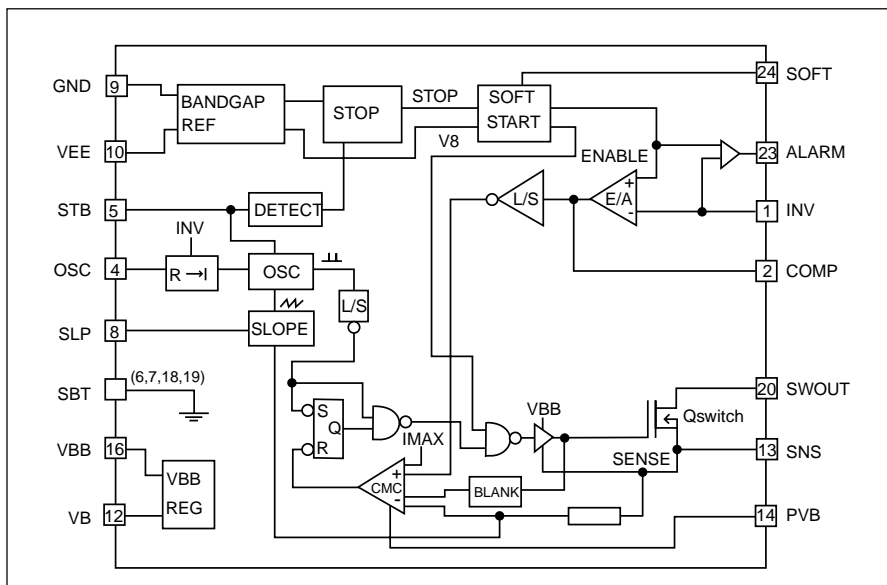 GND
9
BANDGAP
REF
STOP
STOP
SOFT
START
24
SOFT
V8
VEE
10
ENABLE
23
ALARM
STB
5
DETECT
L/S
E/A
+
-
1
INV
INV
OSC
4
R →I
OSC
L/S
2
COMP
SLP
8
SLOPE
SBT
(6,7,18,19)
S
Q
R
VBB
20
SWOUT
Qswitch
VBB
16
VBB
REG
IMAX
+
CMC
-
BLANK
SENSE
13
SNS
VB
12
14
PVB